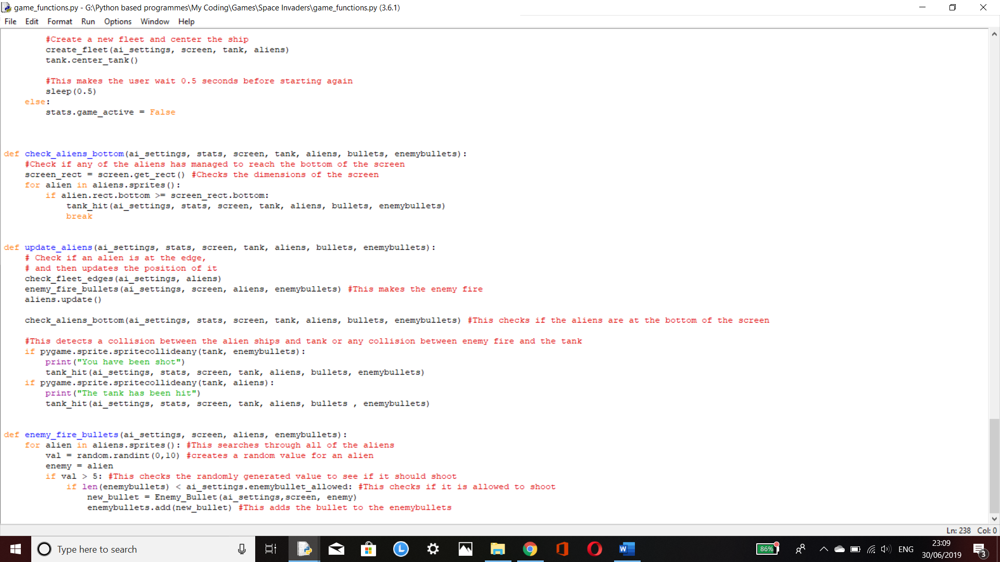 game_functions.py - G:\Python based programmes\My Coding\Games\Space Invaders\game_functions.py (3.6.1)
File Edit Format Run Options Window Help
        #Create a new fleet and center the ship
        create_fleet(ai_settings, screen, tank, aliens)
        tank.center_tank()

        #This makes the user wait 0.5 seconds before starting again
        sleep(0.5)
    else:
        stats.game_active = False

def check_aliens_bottom(ai_settings, stats, screen, tank, aliens, bullets, enemybullets):
    #Check if any of the aliens has managed to reach the bottom of the screen
    screen_rect = screen.get_rect() #Checks the dimensions of the screen
    for alien in aliens.sprites():
        if alien.rect.bottom >= screen_rect.bottom:
            tank_hit(ai_settings, stats, screen, tank, aliens, bullets, enemybullets)
            break

def update_aliens(ai_settings, stats, screen, tank, aliens, bullets, enemybullets):
    # Check if an alien is at the edge,
    # and then updates the position of it
    check_fleet_edges(ai_settings, aliens)
    enemy_fire_bullets(ai_settings, screen, aliens, enemybullets) #This makes the enemy fire
    aliens.update()

    check_aliens_bottom(ai_settings, stats, screen, tank, aliens, bullets, enemybullets) #This checks if the aliens are at the bottom of the screen

    #This detects a collision between the alien ships and tank or any collision between enemy fire and the tank
    if pygame.sprite.spritecollideany(tank, enemybullets):
        print("You have been shot")
        tank_hit(ai_settings, stats, screen, tank, aliens, bullets, enemybullets)
    if pygame.sprite.spritecollideany(tank, aliens):
        print("The tank has been hit")
        tank_hit(ai_settings, stats, screen, tank, aliens, bullets , enemybullets)

def enemy_fire_bullets(ai_settings, screen, aliens, enemybullets):
    for alien in aliens.sprites(): #This searches through all of the aliens
        val = random.randint(0,10) #creates a random value for an alien
        enemy = alien
        if val > 5: #This checks the randomly generated value to see if it should shoot
            if len(enemybullets) < ai_settings.enemybullet_allowed: #This checks if it is allowed to shoot
                new_bullet = Enemy_Bullet(ai_settings,screen, enemy)
                enemybullets.add(new_bullet) #This adds the bullet to the enemybullets
Ln: 238 Col: 0
Type here to search
86%
ENG
23:09
30/06/2019
3